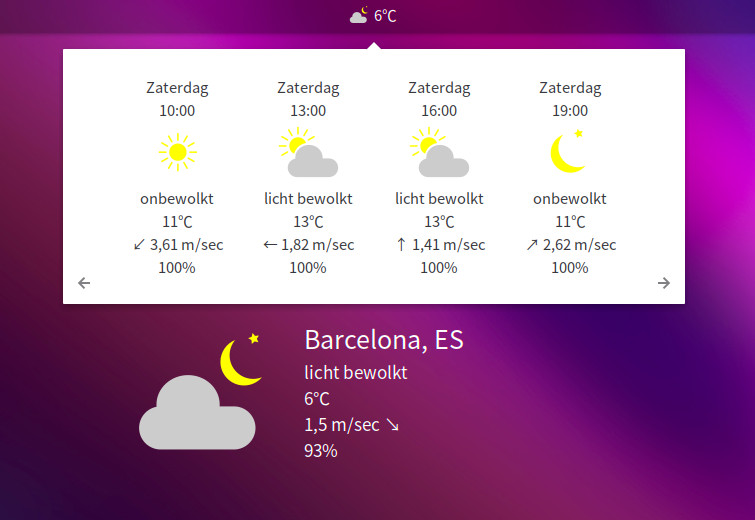 6°C
Zaterdag Zaterdag Zaterdag Zaterdag
10:00 13:00 16:00 19:00
onbewolkt licht bewolkt licht bewolkt onbewolkt
11°C 13°C 13°C 11°C
↙ 3,61 m/sec ← 1,82 m/sec ↑ 1,41 m/sec ↗ 2,62 m/sec
100% 100% 100% 100%
Barcelona, ES
licht bewolkt
6°C
1,5 m/sec ↘
93%